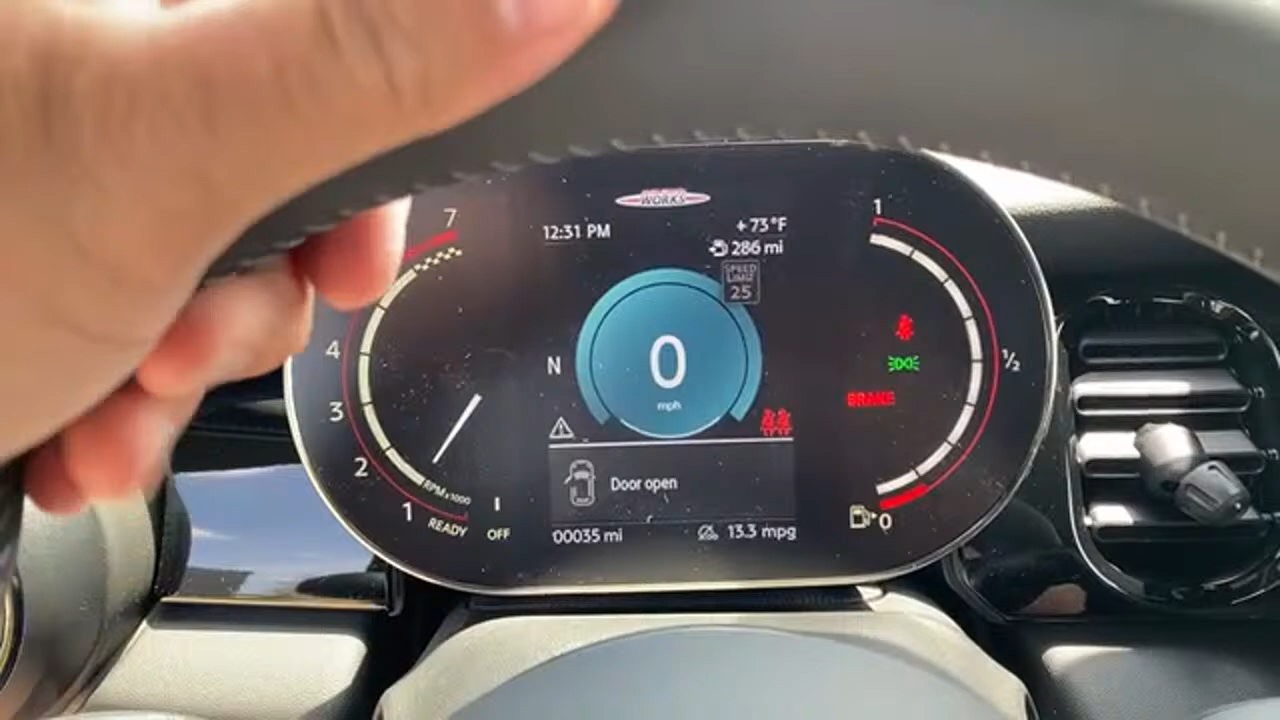 WORKS
7
12:31 PM
+73°F
286 mi
1
SPEED
LIMIT
25
4
N
0
mph
1/2
3
BRAKE
2
RPM x1000
Door open
1
READY
OFF
0
00035 mi
13.3 mpg